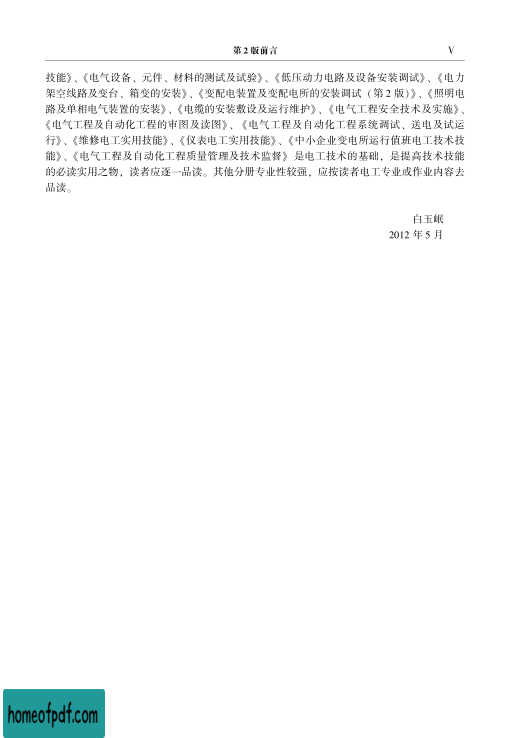 第2版前言 V
技能》、《电气设备、元件、材料的测试及试验》、《低压动力电路及设备安装调试》、《电力
架空线路及变台、箱变的安装》、《变配电装置及变配电所的安装调试（第2版）》、《照明电
路及单相电气装置的安装》、《电缆的安装敷设及运行维护》、《电气工程安全技术及实施》、
《电气工程及自动化工程的审图及读图》、《电气工程及自动化工程系统调试、送电及试运
行》、《维修电工实用技能》、《仪表电工实用技能》、《中小企业变电所运行值班电工技术技
能》、《电气工程及自动化工程质量管理及技术监督》是电工技术的基础，是提高技术技能
的必读实用之物，读者应逐一品读。其他分册专业性较强，应按读者电工专业或作业内容去
品读。
白玉岷
2012 年 5 月
homeofpdf.com